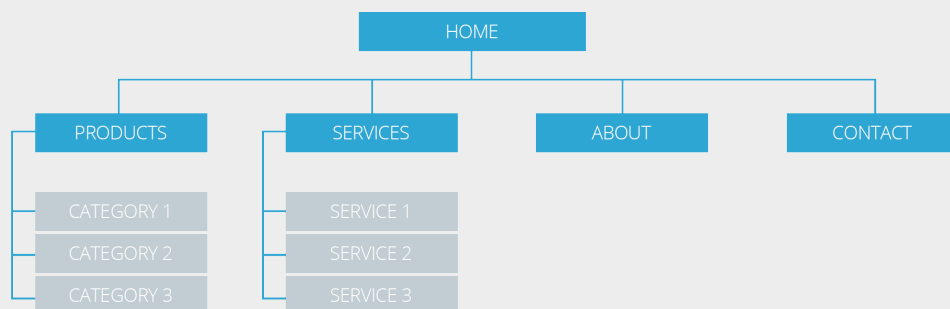 HOME
PRODUCTS
SERVICES
ABOUT
CONTACT
CATEGORY 1
CATEGORY 2
CATEGORY 3
SERVICE 1
SERVICE 2
SERVICE 3